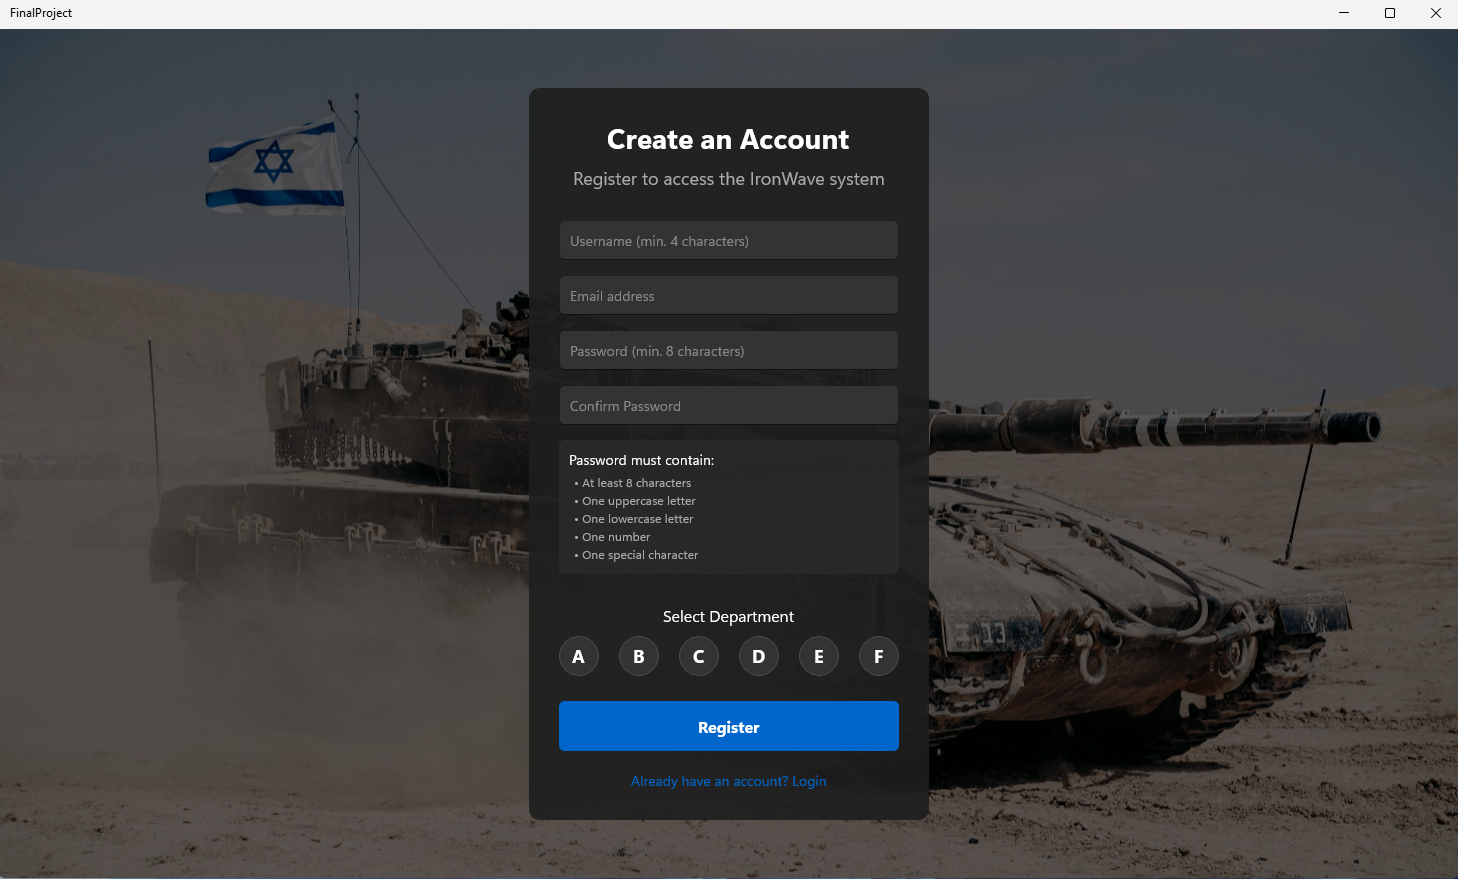 FinalProject
Create an Account
Register to access the IronWave system
Username (min. 4 characters)
Email address
Password (min. 8 characters)
Confirm Password
Password must contain:
• At least 8 characters
• One uppercase letter
• One lowercase letter
• One number
• One special character
Select Department
A B C D E F
Register
Already have an account? Login